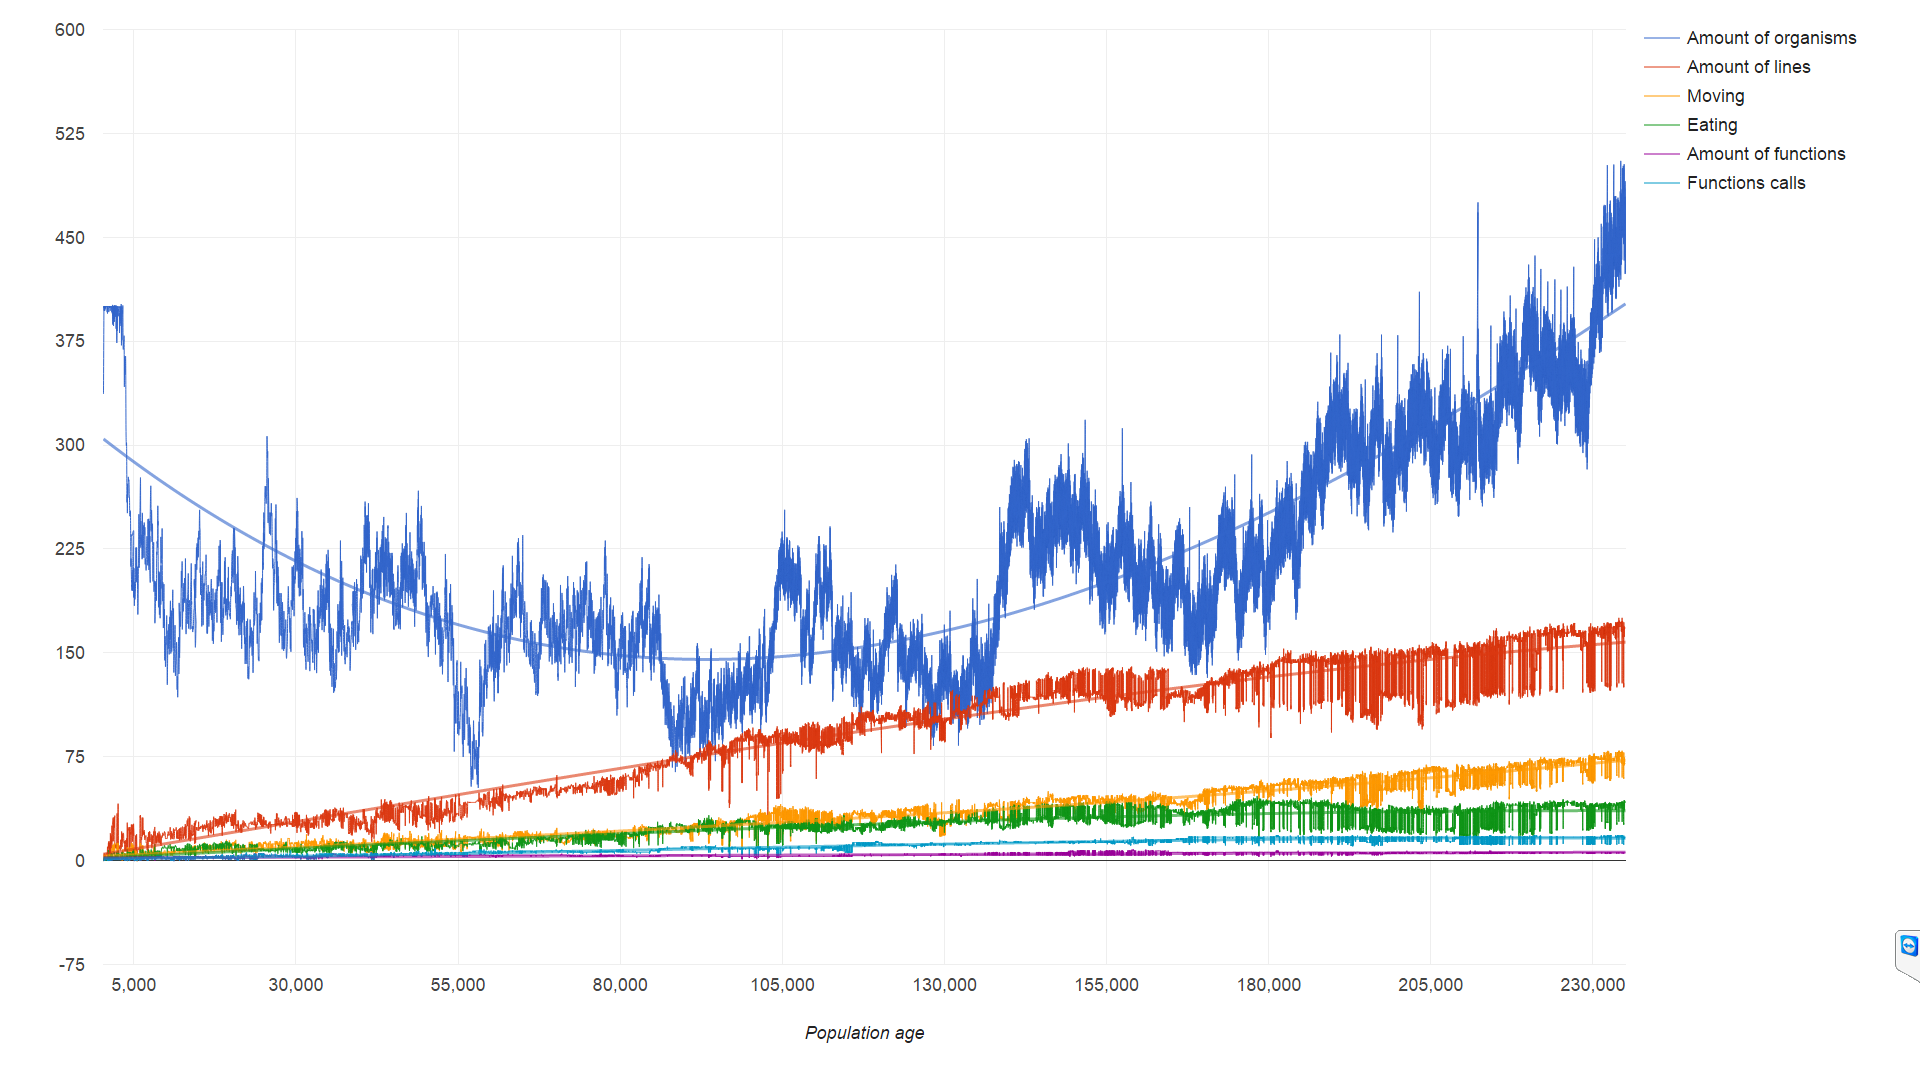 600
525
450
375
300
225
150
75
0
-75
5,000 30,000 55,000 80,000 105,000 130,000 155,000 180,000 205,000 230,000
Population age
Amount of organisms
Amount of lines
Moving
Eating
Amount of functions
Functions calls